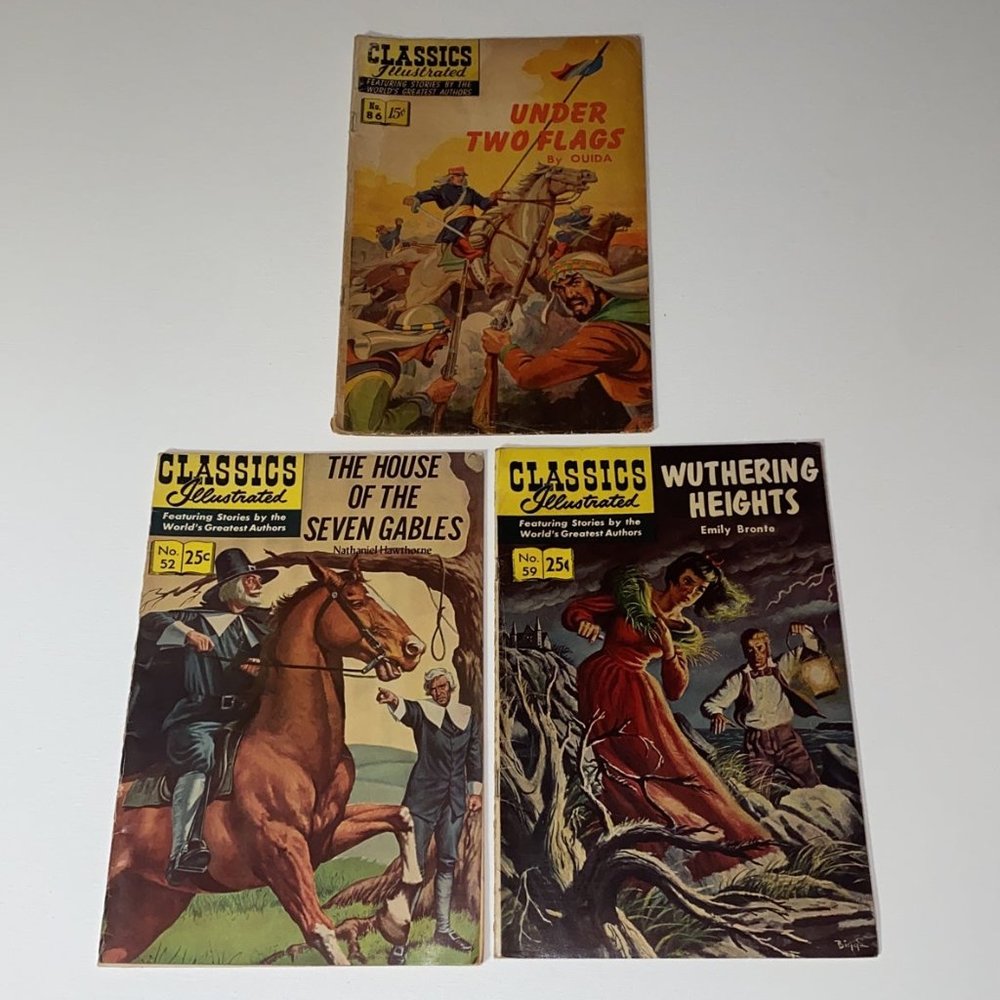 CLASSICS
Illustrated
FEATURING STORIES BY THE
WORLD'S GREATEST AUTHORS
No.
86
15¢
UNDER
TWO FLAGS
By OUIDA
CLASSICS
Illustrated
Featuring Stories by the
World's Greatest Authors
No.
52
25c
THE HOUSE
OF THE
SEVEN GABLES
Nathaniel Hawthorne
CLASSICS
Illustrated
Featuring Stories by the
World's Greatest Authors
No.
59
25¢
WUTHERING
HEIGHTS
Emily Bronte